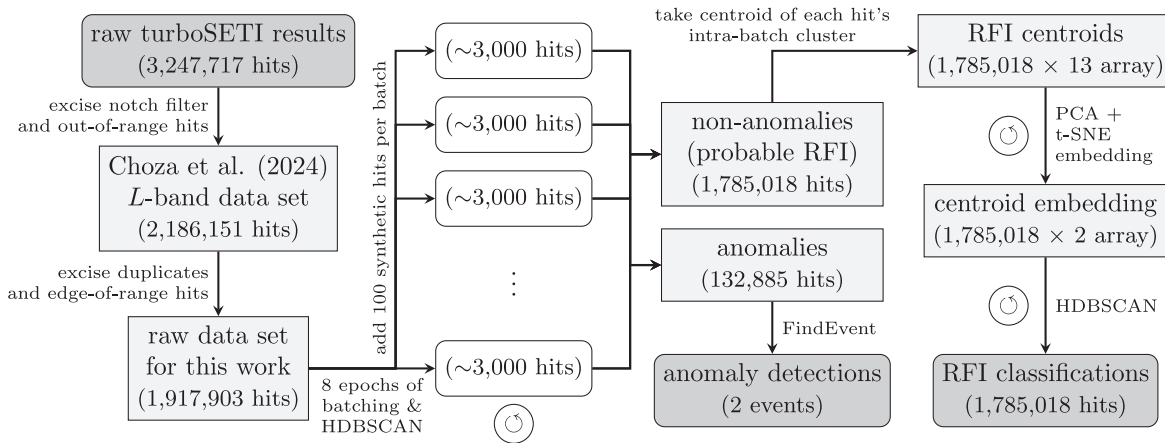 raw turboSETI results
(3,247,717 hits)
excise notch filter
and out-of-range hits
Choza et al. (2024)
L-band data set
(2,186,151 hits)
excise duplicates
and edge-of-range hits
raw data set
for this work
(1,917,903 hits)
add 100 synthetic hits per batch
8 epochs of
batching &
HDBSCAN
(∼3,000 hits)
(∼3,000 hits)
(∼3,000 hits)
⋮
(∼3,000 hits)
take centroid of each hit's
intra-batch cluster
non-anomalies
(probable RFI)
(1,785,018 hits)
anomalies
(132,885 hits)
FindEvent
anomaly detections
(2 events)
RFI centroids
(1,785,018 × 13 array)
PCA +
t-SNE
embedding
centroid embedding
(1,785,018 × 2 array)
HDBSCAN
RFI classifications
(1,785,018 hits)